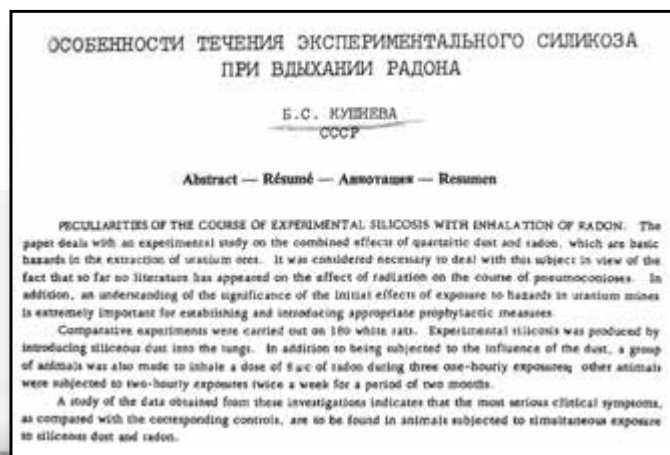 ОСОБЕННОСТИ ТЕЧЕНИЯ ЭКСПЕРИМЕНТАЛЬНОГО СИЛИКОЗА
ПРИ ВДЫХАНИИ РАДОНА
Б.С. КУШНЕВА
СССР
Abstract — Résumé — Аннотация — Resumen
PECULIARITIES OF THE COURSE OF EXPERIMENTAL SILICOSIS WITH INHALATION OF RADON. The
paper deals with an experimental study on the combined effects of quartzitic dust and radon, which are basic
hazards in the extraction of uranium ores. It was considered necessary to deal with this subject in view of the
fact that so far no literature has appeared on the effect of radiation on the course of pneumoconioses. In
addition, an understanding of the significance of the initial effects of exposure to hazards in uranium mines
is extremely important for establishing and introducing appropriate prophylactic measures.
Comparative experiments were carried out on 180 white rats. Experimental silicosis was produced by
introducing siliceous dust into the lungs. In addition to being subjected to the influence of the dust, a group
of animals was also made to inhale a dose of 8 µc of radon during three one-hourly exposures; other animals
were subjected to two-hourly exposures twice a week for a period of two months.
A study of the data obtained from these investigations indicates that the most serious clinical symptoms,
as compared with the corresponding controls, are to be found in animals subjected to simultaneous exposure
to siliceous dust and radon.